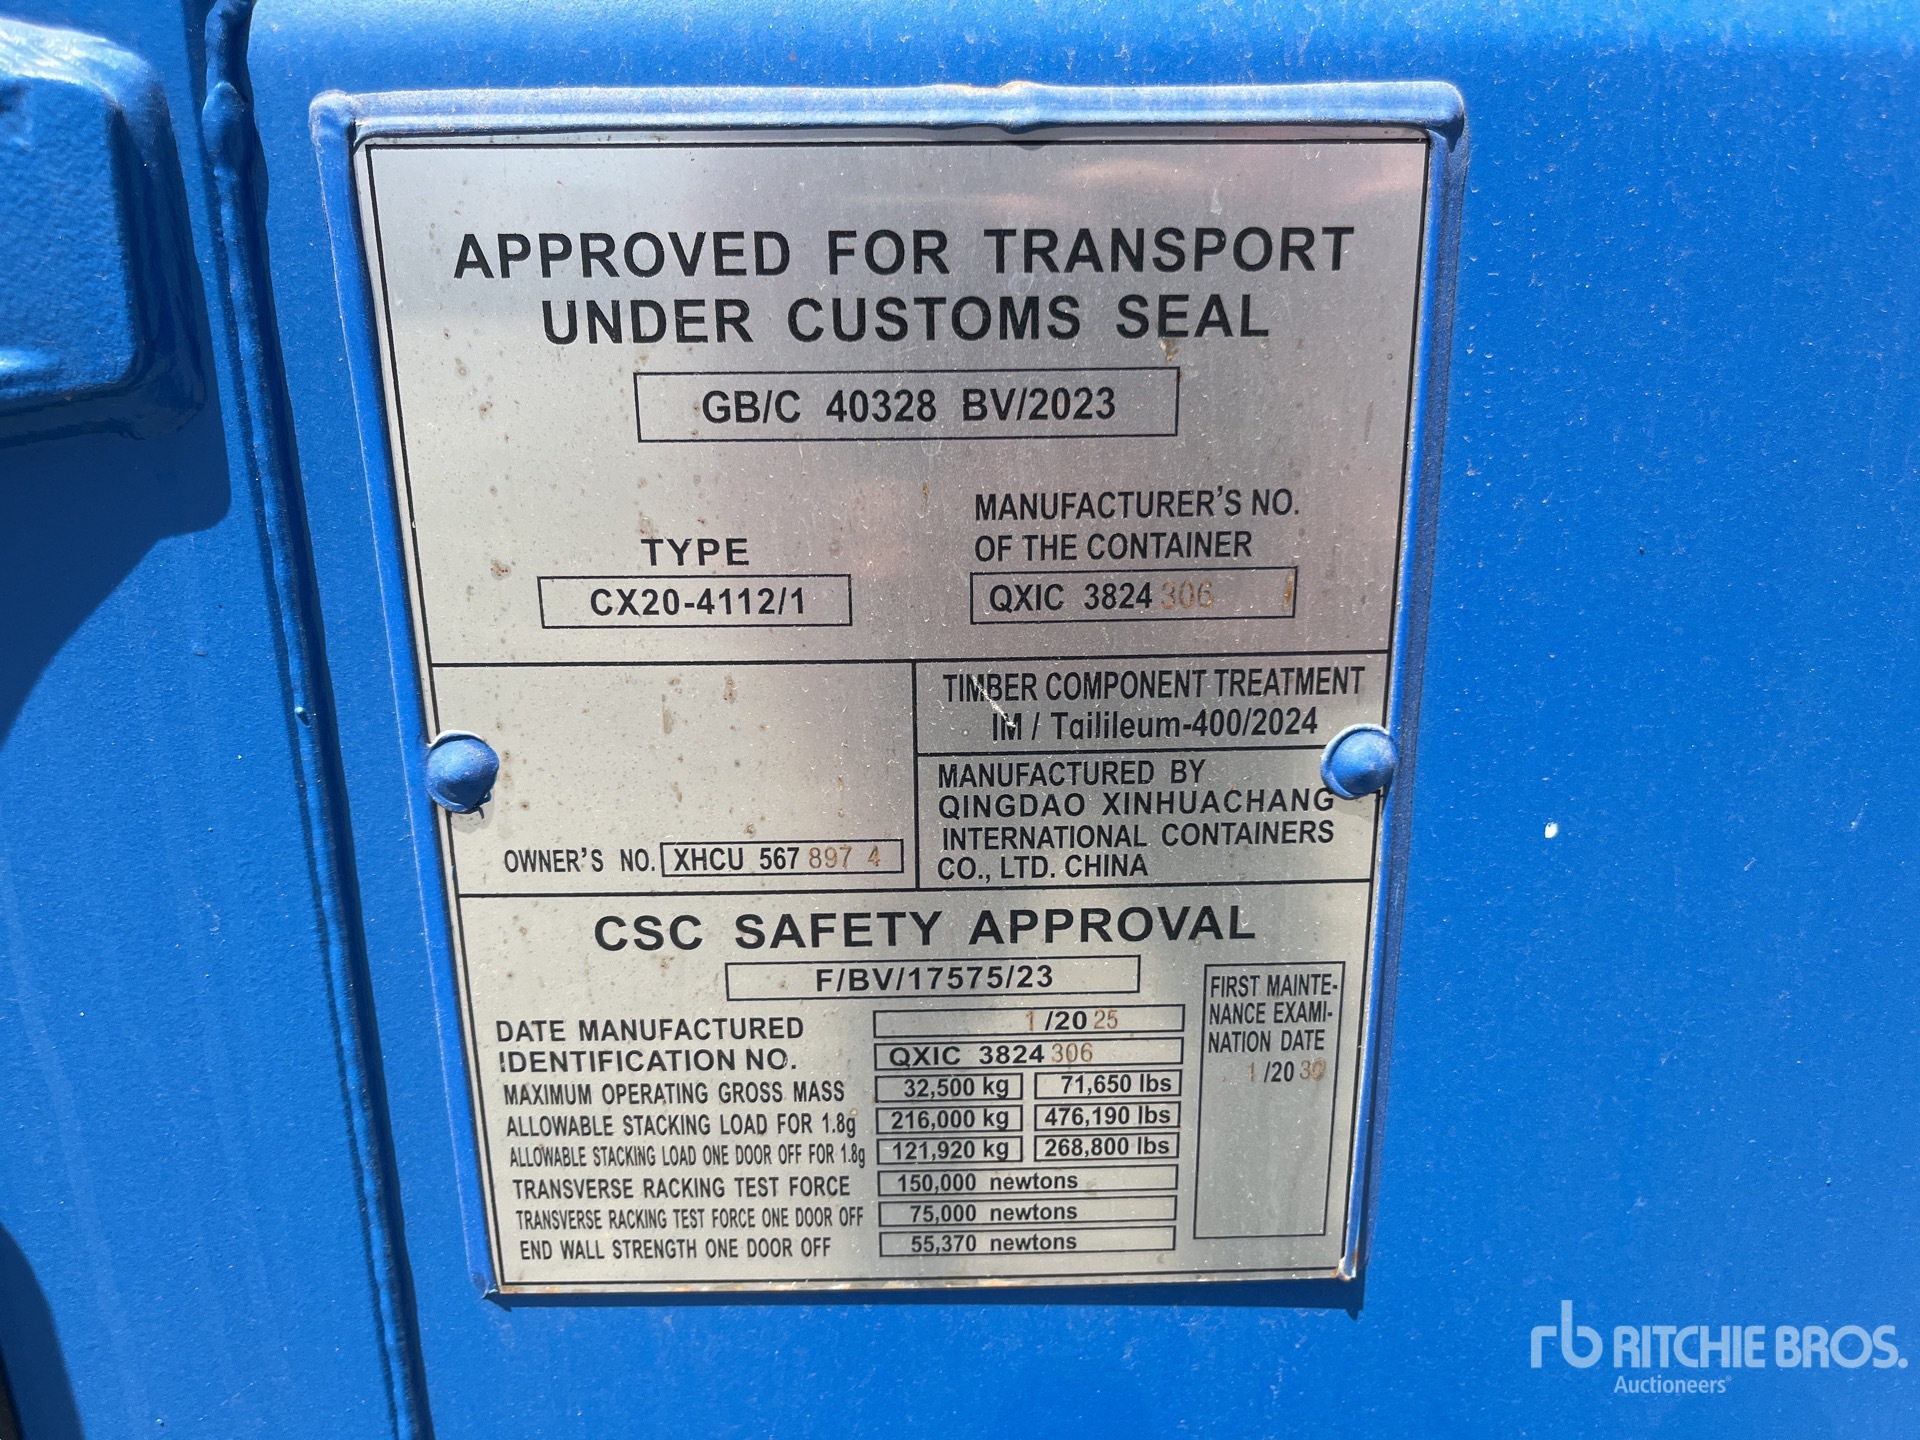 APPROVED FOR TRANSPORT
UNDER CUSTOMS SEAL
GB/C 40328 BV/2023
TYPE
CX20-4112/1
MANUFACTURER'S NO.
OF THE CONTAINER
QXIC 3824 306
TIMBER COMPONENT TREATMENT
IM / Tailileum-400/2024
MANUFACTURED BY
QINGDAO XINHUACHANG
INTERNATIONAL CONTAINERS
CO., LTD. CHINA
OWNER'S NO. XHCU 567 897 4
CSC SAFETY APPROVAL
F/BV/17575/23
DATE MANUFACTURED 1/20 25
IDENTIFICATION NO. QXIC 3824 306
MAXIMUM OPERATING GROSS MASS 32,500 kg 71,650 lbs
ALLOWABLE STACKING LOAD FOR 1.8g 216,000 kg 476,190 lbs
ALLOWABLE STACKING LOAD ONE DOOR OFF FOR 1.8g 121,920 kg 268,800 lbs
TRANSVERSE RACKING TEST FORCE 150,000 newtons
TRANSVERSE RACKING TEST FORCE ONE DOOR OFF 75,000 newtons
END WALL STRENGTH ONE DOOR OFF 55,370 newtons
FIRST MAINTE-
NANCE EXAMI-
NATION DATE
1/20 30
rb RITCHIE BROS.
Auctioneers